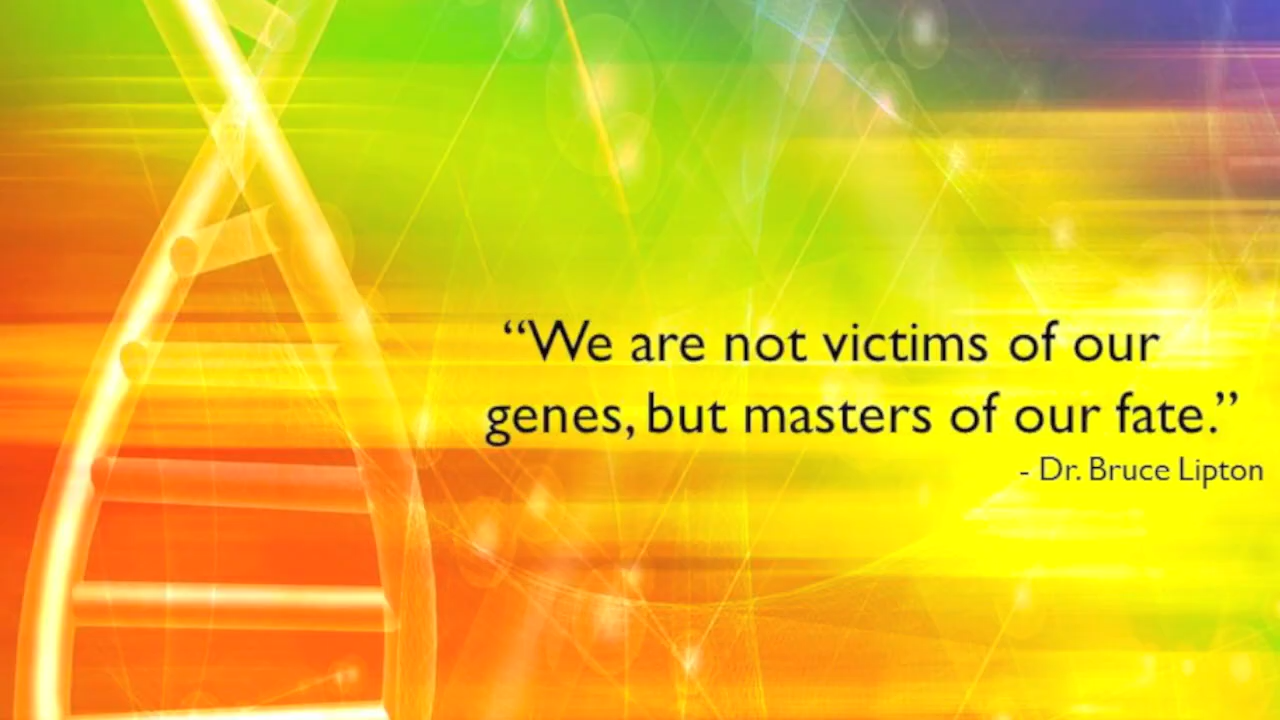 “We are not victims of our
genes, but masters of our fate.”
- Dr. Bruce Lipton